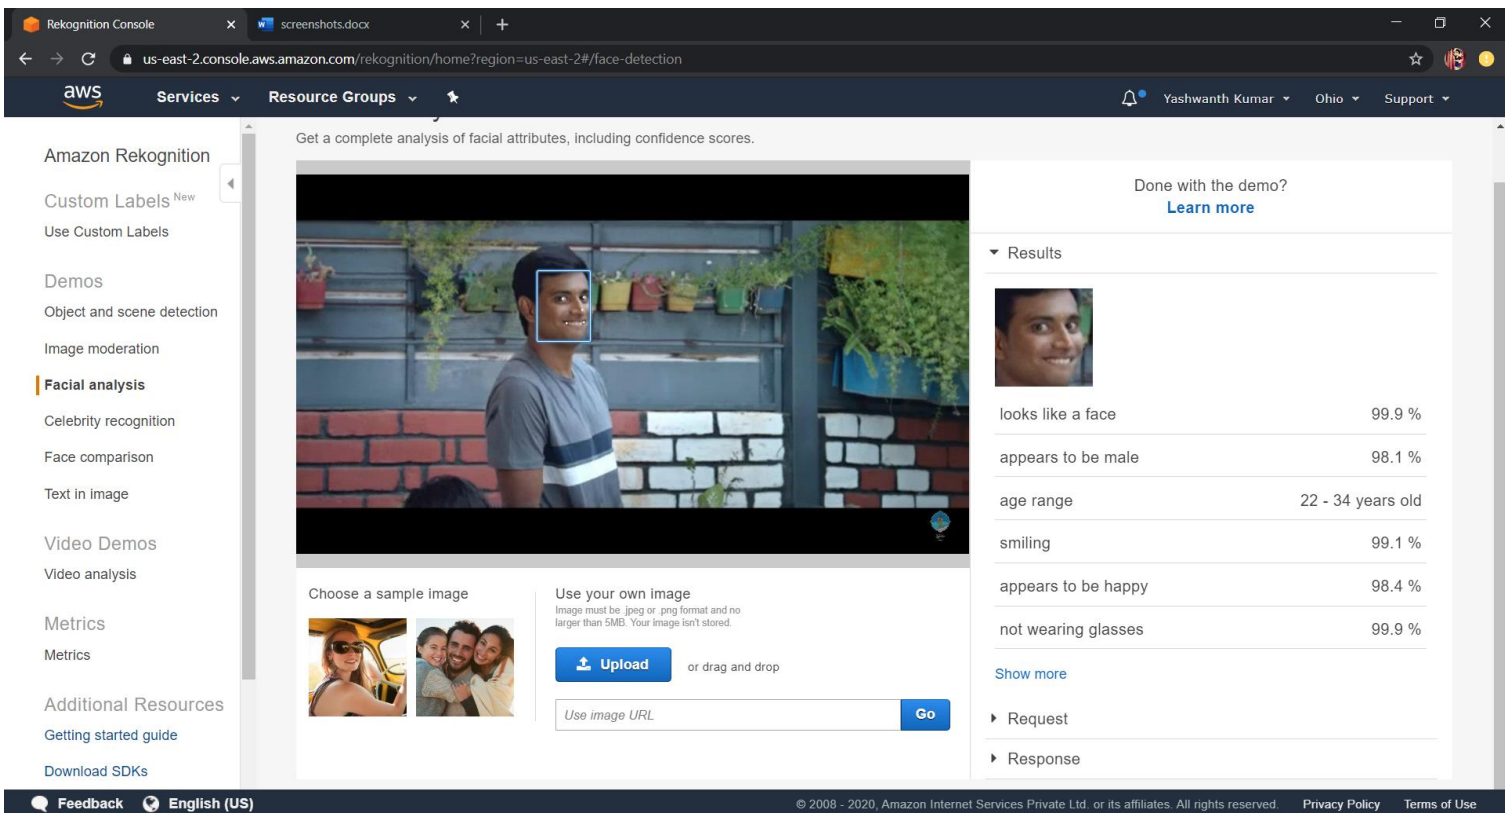 Rekognition Console
screenshots.docx
us-east-2.console.aws.amazon.com/rekognition/home?region=us-east-2#/face-detection
aws
Services
Resource Groups
Yashwanth Kumar
Ohio
Support
Amazon Rekognition
Custom Labels New
Use Custom Labels
Demos
Object and scene detection
Image moderation
Facial analysis
Celebrity recognition
Face comparison
Text in image
Video Demos
Video analysis
Metrics
Metrics
Additional Resources
Getting started guide
Download SDKs
Get a complete analysis of facial attributes, including confidence scores.
Choose a sample image
Use your own image
Image must be .jpeg or .png format and no
larger than 5MB. Your image isn't stored.
Upload
or drag and drop
Use image URL
Go
Done with the demo?
Learn more
Results
looks like a face 99.9 %
appears to be male 98.1 %
age range 22 - 34 years old
smiling 99.1 %
appears to be happy 98.4 %
not wearing glasses 99.9 %
Show more
Request
Response
Feedback
English (US)
© 2008 - 2020, Amazon Internet Services Private Ltd. or its affiliates. All rights reserved.
Privacy Policy
Terms of Use